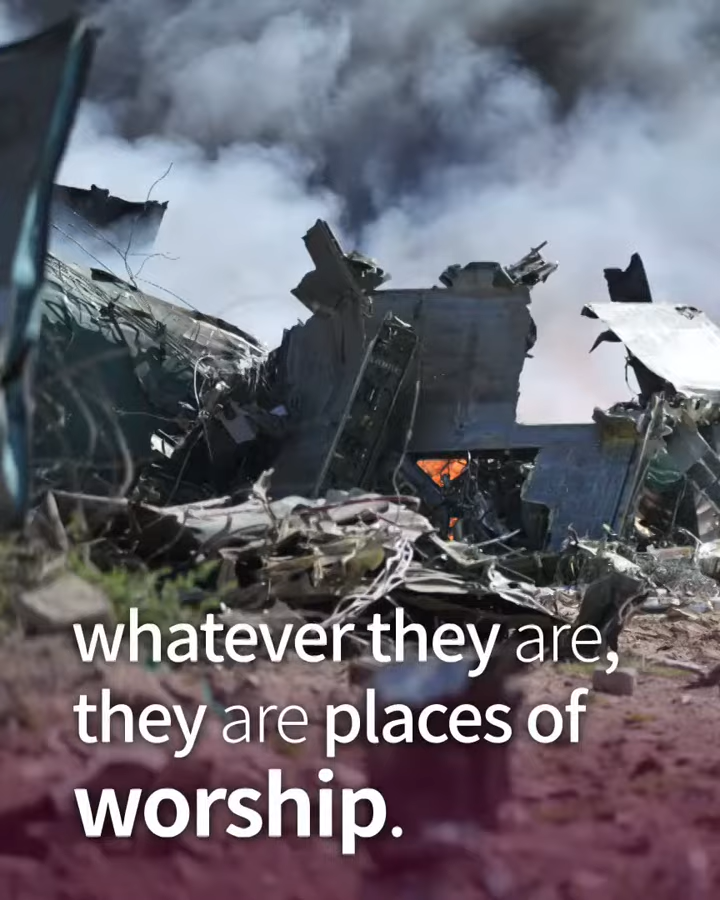 whatever they are,
they are places of
worship.